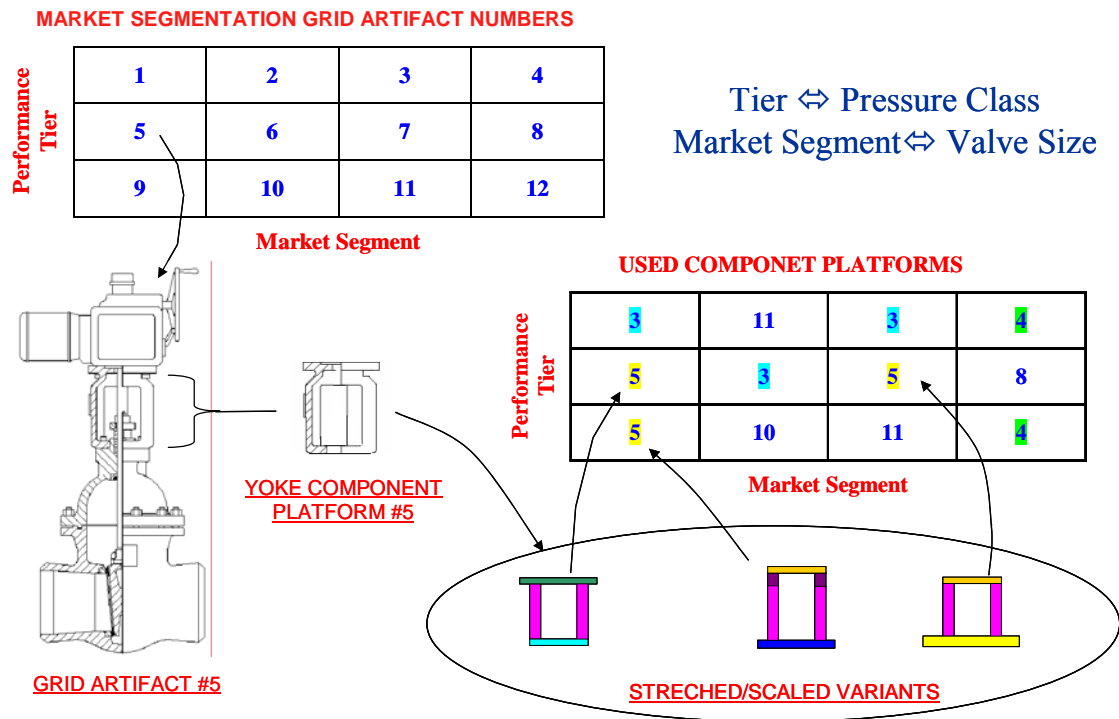 MARKET SEGMENTATION GRID ARTIFACT NUMBERS
Performance
Tier
1 2 3 4
5 6 7 8
9 10 11 12
Market Segment
Tier ⇔ Pressure Class
Market Segment⇔ Valve Size
USED COMPONET PLATFORMS
Performance
Tier
3 11 3 4
5 3 5 8
5 10 11 4
Market Segment
YOKE COMPONENT
PLATFORM #5
GRID ARTIFACT #5
STRECHED/SCALED VARIANTS